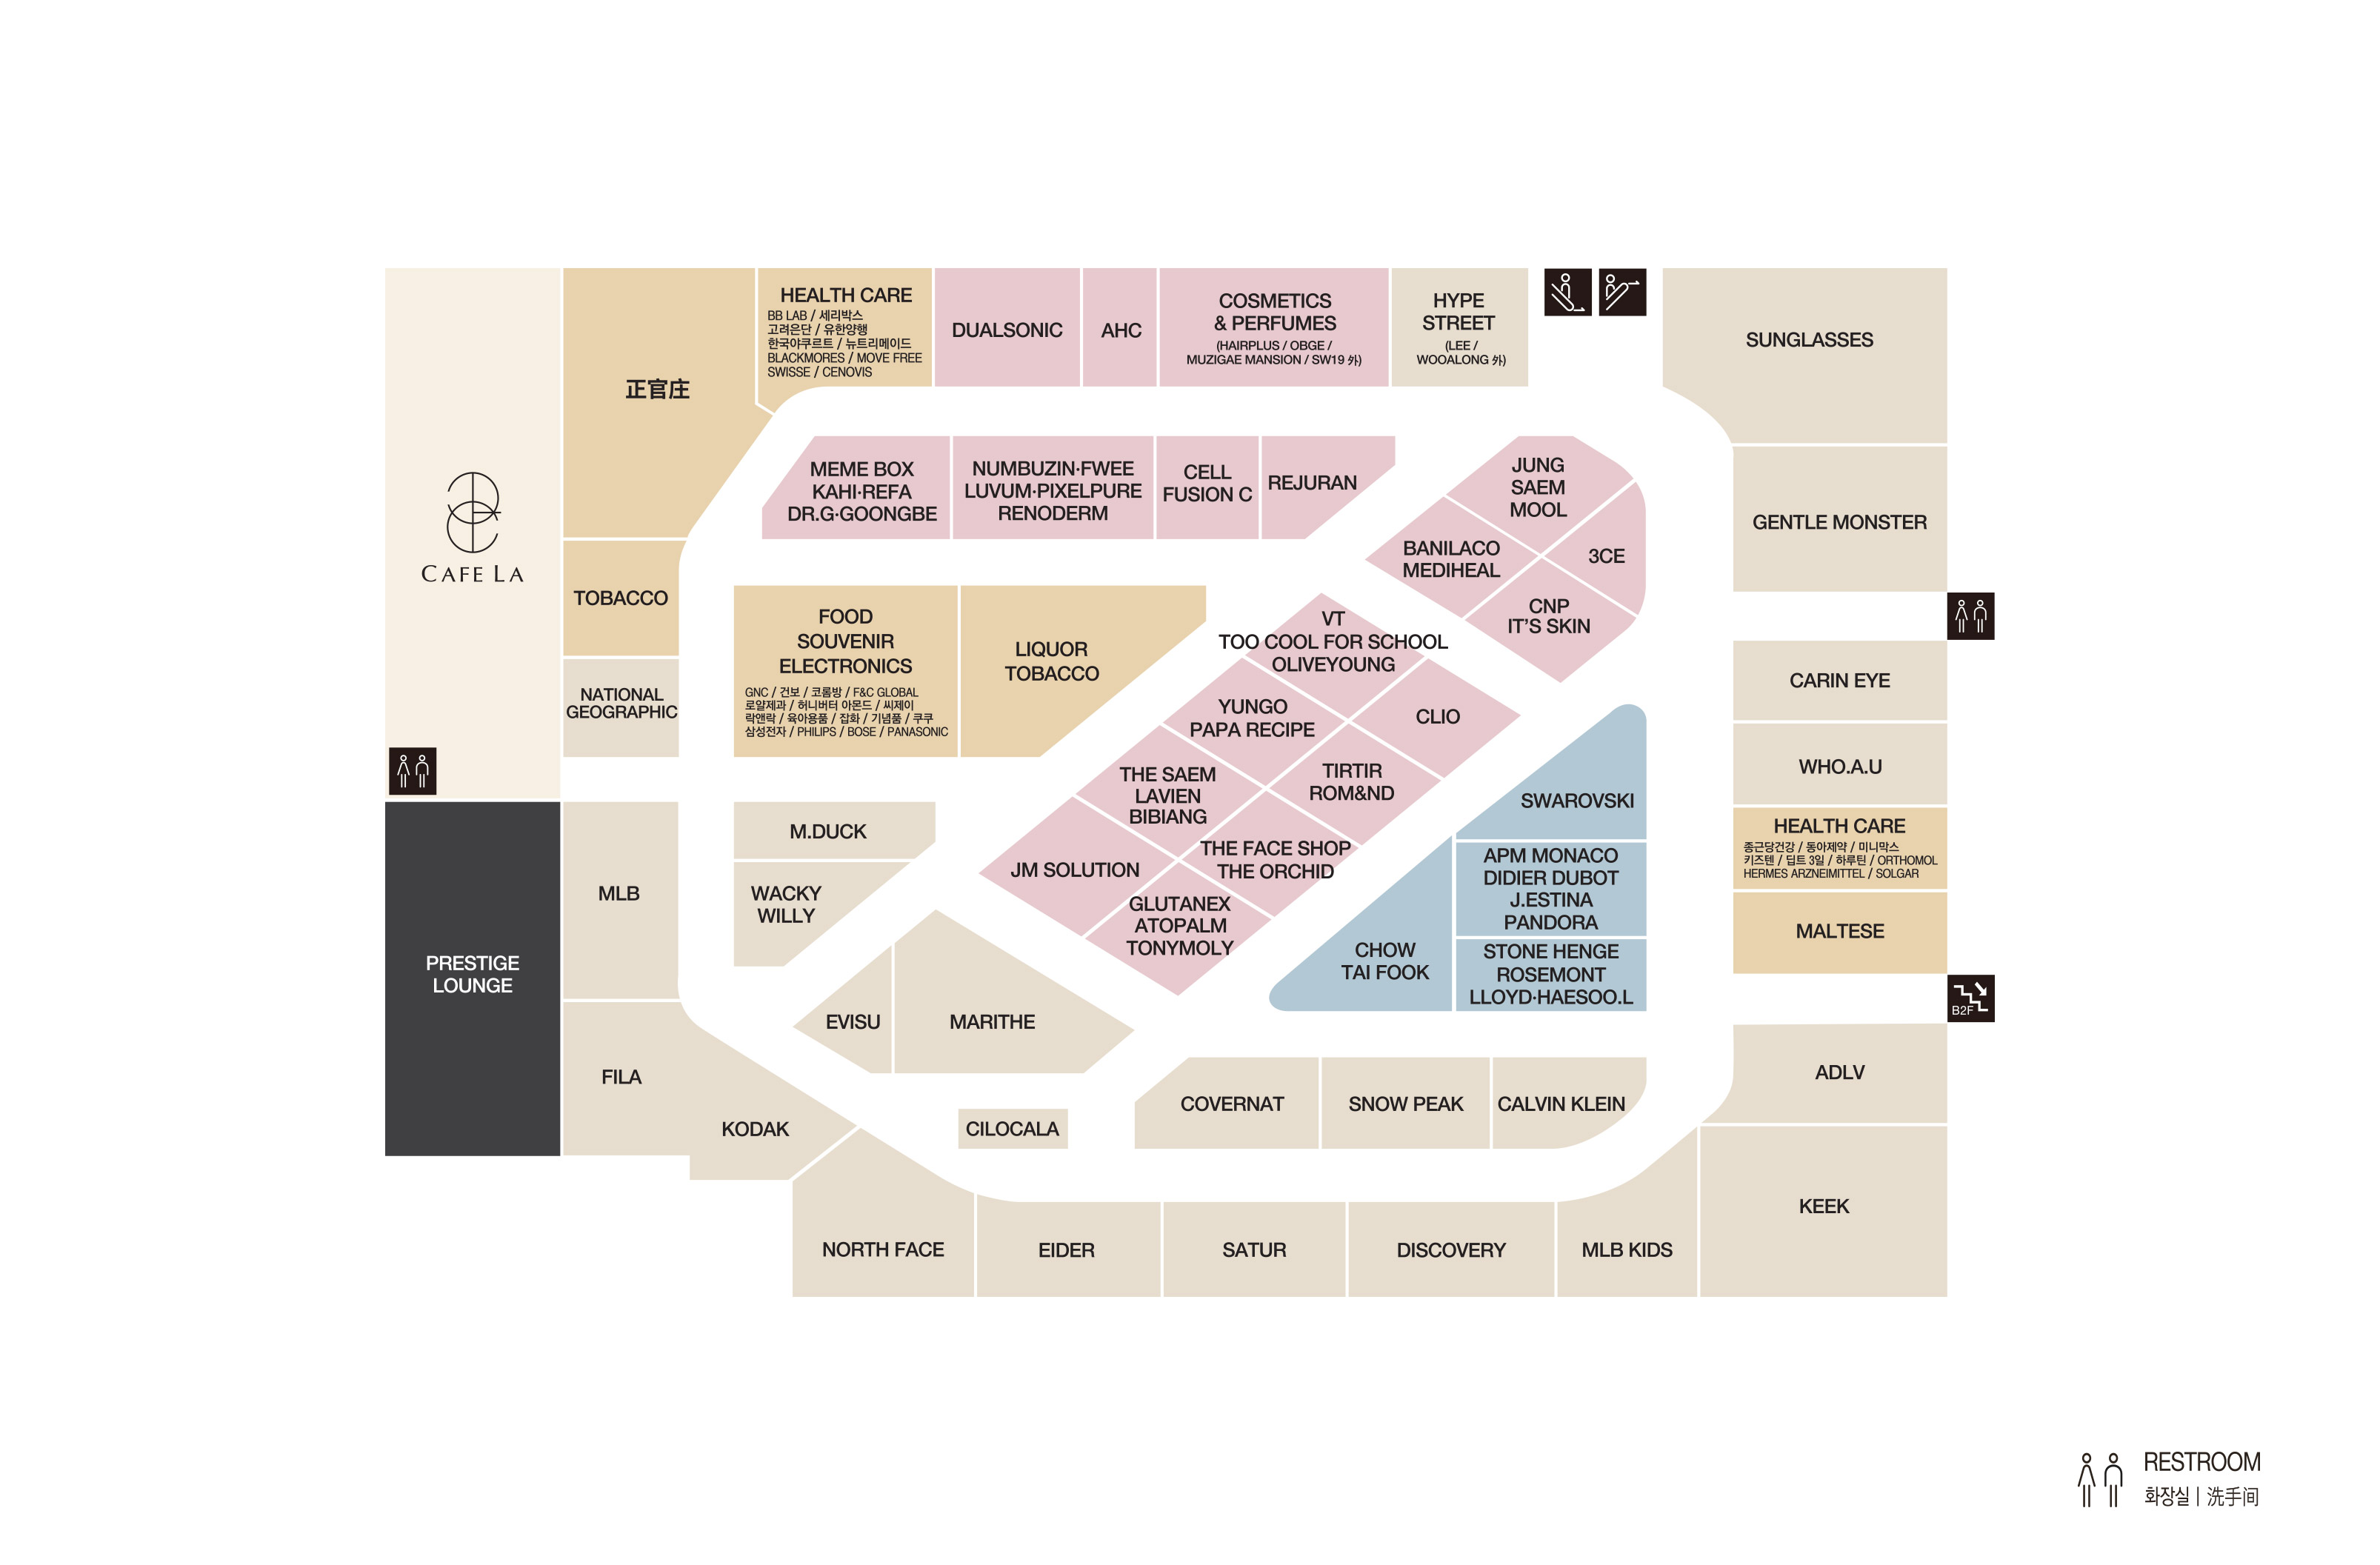 CAFE LA
正官庄
TOBACCO
NATIONAL
GEOGRAPHIC
PRESTIGE
LOUNGE
MLB
FILA
KODAK
HEALTH CARE
BB LAB / 세리박스
고려은단 / 유한양행
한국야쿠르트 / 뉴트리메이드
BLACKMORES / MOVE FREE
SWISSE / CENOVIS
DUALSONIC
AHC
COSMETICS
& PERFUMES
(HAIRPLUS / OBGE /
MUZIGAE MANSION / SW19 外)
HYPE
STREET
(LEE /
WOOALONG 外)
SUNGLASSES
GENTLE MONSTER
MEME BOX
KAHI·REFA
DR.G·GOONGBE
NUMBUZIN·FWEE
LUVUM·PIXELPURE
RENODERM
CELL
FUSION C
REJURAN
JUNG
SAEM
MOOL
BANILACO
MEDIHEAL
3CE
CNP
IT'S SKIN
FOOD
SOUVENIR
ELECTRONICS
GNC / 건보 / 코롬방 / F&C GLOBAL
로얄제과 / 허니버터 아몬드 / 씨제이
락앤락 / 육아용품 / 잡화 / 기념품 / 쿠쿠
삼성전자 / PHILIPS / BOSE / PANASONIC
LIQUOR
TOBACCO
VT
TOO COOL FOR SCHOOL
OLIVEYOUNG
YUNGO
PAPA RECIPE
CLIO
THE SAEM
LAVIEN
BIBIANG
TIRTIR
ROM&ND
JM SOLUTION
THE FACE SHOP
THE ORCHID
GLUTANEX
ATOPALM
TONYMOLY
SWAROVSKI
APM MONACO
DIDIER DUBOT
J.ESTINA
PANDORA
CHOW
TAI FOOK
STONE HENGE
ROSEMONT
LLOYD·HAESOO.L
CARIN EYE
WHO.A.U
HEALTH CARE
종근당건강 / 동아제약 / 미니막스
키즈텐 / 딥트 3일 / 하루틴 / ORTHOMOL
HERMES ARZNEIMITTEL / SOLGAR
MALTESE
B2F
ADLV
KEEK
M.DUCK
WACKY
WILLY
EVISU
MARITHE
CILOCALA
COVERNAT
SNOW PEAK
CALVIN KLEIN
NORTH FACE
EIDER
SATUR
DISCOVERY
MLB KIDS
RESTROOM
화장실 | 洗手间